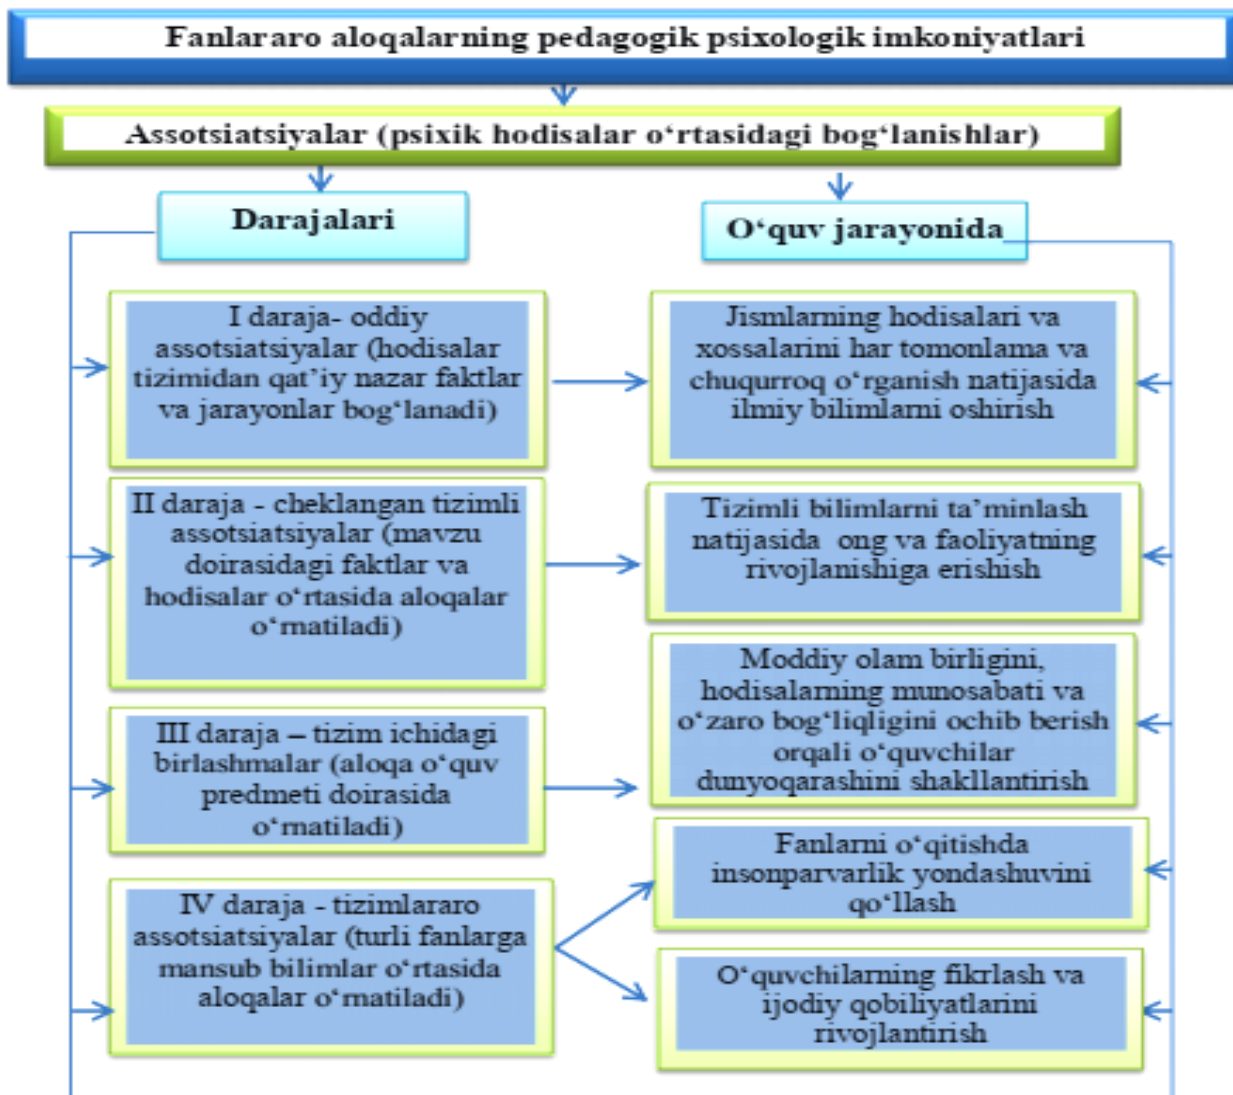 Fanlararo aloqalarning pedagogik psixologik imkoniyatlari
Assotsiatsiyalar (psixik hodisalar o‘rtasidagi bog‘lanishlar)
Darajalari
O‘quv jarayonida
I daraja- oddiy
assotsiatsiyalar (hodisalar
tizimidan qat’iy nazar faktlar
va jarayonlar bog‘lanadi)
Jismlarning hodisalari va
xossalarini har tomonlama va
chuqurroq o‘rganish natijasida
ilmiy bilimlarni oshirish
II daraja - cheklangan tizimli
assotsiatsiyalar (mavzu
doirasidagi faktlar va
hodisalar o‘rtasida aloqalar
o‘rnatiladi)
Tizimli bilimlarni ta’minlash
natijasida ong va faoliyatning
rivojlanishiga erishish
III daraja – tizim ichidagi
birlashmalar (aloqa o‘quv
predmeti doirasida
o‘rnatiladi)
Moddiy olam birligini,
hodisalarning munosabati va
o‘zaro bog‘liqligini ochib berish
orqali o‘quvchilar
dunyoqarashini shakllantirish
IV daraja - tizimlararo
assotsiatsiyalar (turli fanlarga
mansub bilimlar o‘rtasida
aloqalar o‘rnatiladi)
Fanlarni o‘qitishda
insonparvarlik yondashuvini
qo‘llash
O‘quvchilarning fikrlash va
ijodiy qobiliyatlarini
rivojlantirish